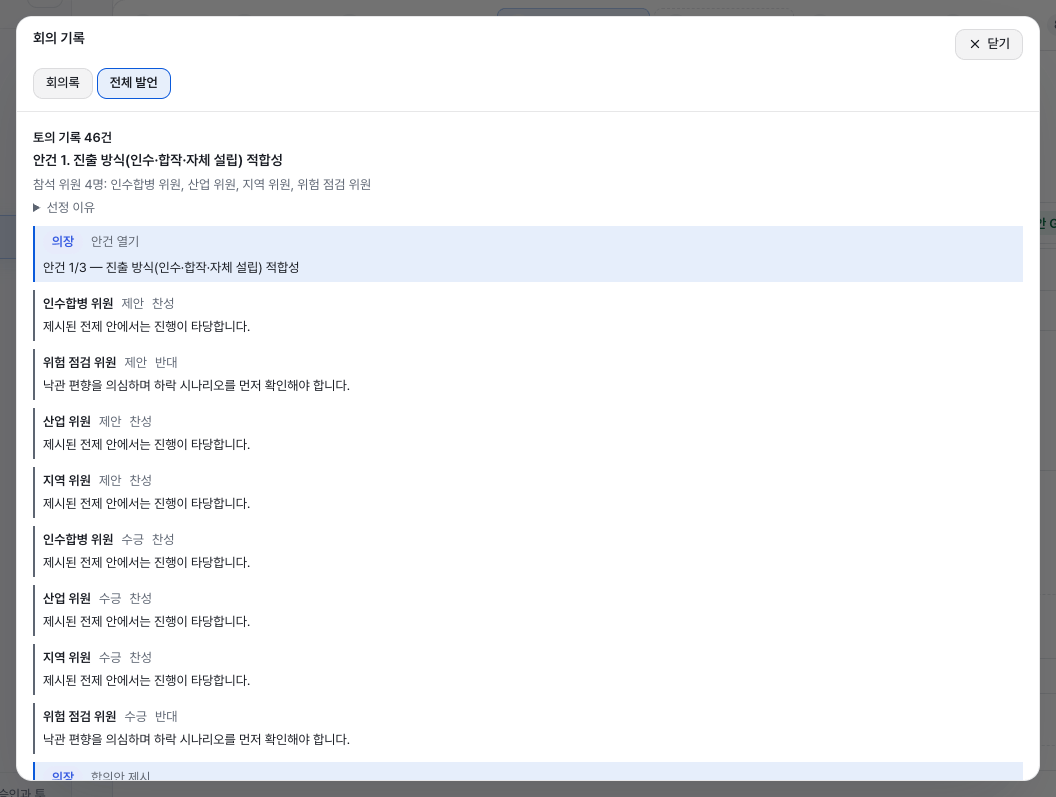 회의 기록
✕ 닫기
회의록 전체 발언
토의 기록 46건
안건 1. 진출 방식(인수·합작·자체 설립) 적합성
참석 위원 4명: 인수합병 위원, 산업 위원, 지역 위원, 위험 점검 위원
▶ 선정 이유
의장 안건 열기
안건 1/3 — 진출 방식(인수·합작·자체 설립) 적합성
인수합병 위원 제안 찬성
제시된 전제 안에서는 진행이 타당합니다.
위험 점검 위원 제안 반대
낙관 편향을 의심하며 하락 시나리오를 먼저 확인해야 합니다.
산업 위원 제안 찬성
제시된 전제 안에서는 진행이 타당합니다.
지역 위원 제안 찬성
제시된 전제 안에서는 진행이 타당합니다.
인수합병 위원 수긍 찬성
제시된 전제 안에서는 진행이 타당합니다.
산업 위원 수긍 찬성
제시된 전제 안에서는 진행이 타당합니다.
지역 위원 수긍 찬성
제시된 전제 안에서는 진행이 타당합니다.
위험 점검 위원 수긍 반대
낙관 편향을 의심하며 하락 시나리오를 먼저 확인해야 합니다.
의장 합의안 제시